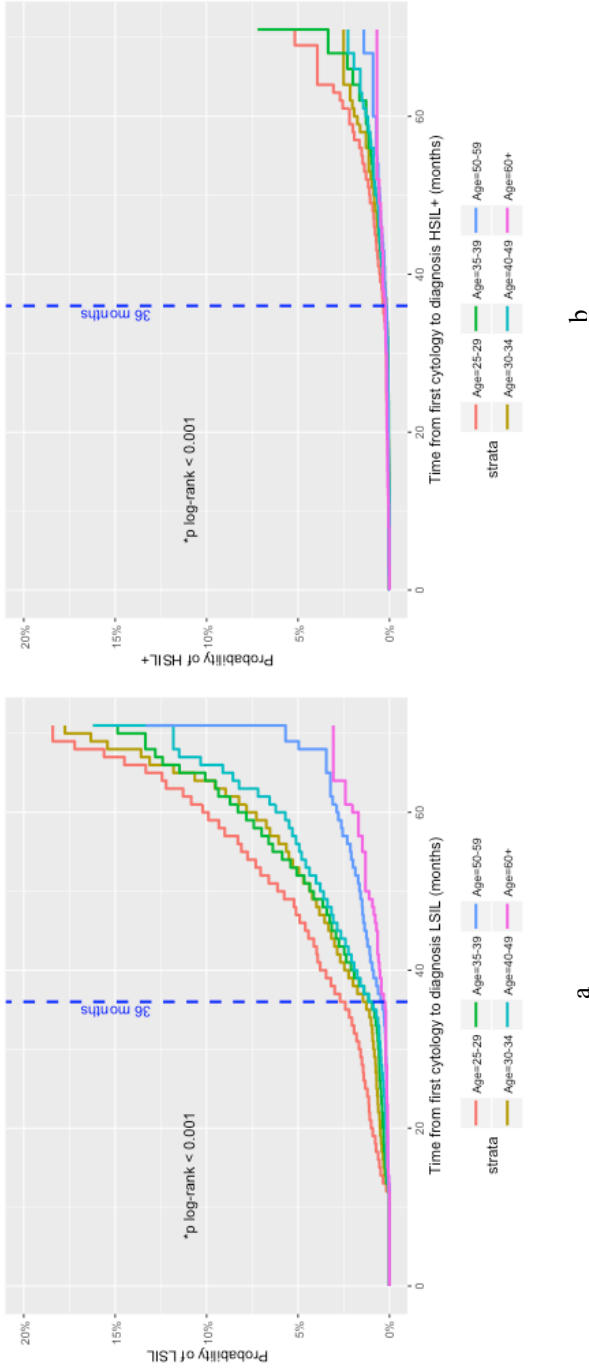 20%
15%
10%
5%
0%
Probability of LSIL
36 months
*p log-rank < 0.001
0
20
40
60
Time from first cytology to diagnosis LSIL (months)
strata
Age=25-29
Age=35-39
Age=50-59
Age=30-34
Age=40-49
Age=60+
a
20%
15%
10%
5%
0%
Probability of HSIL+
36 months
*p log-rank < 0.001
0
20
40
60
Time from first cytology to diagnosis HSIL+ (months)
strata
Age=25-29
Age=35-39
Age=50-59
Age=30-34
Age=40-49
Age=60+
b